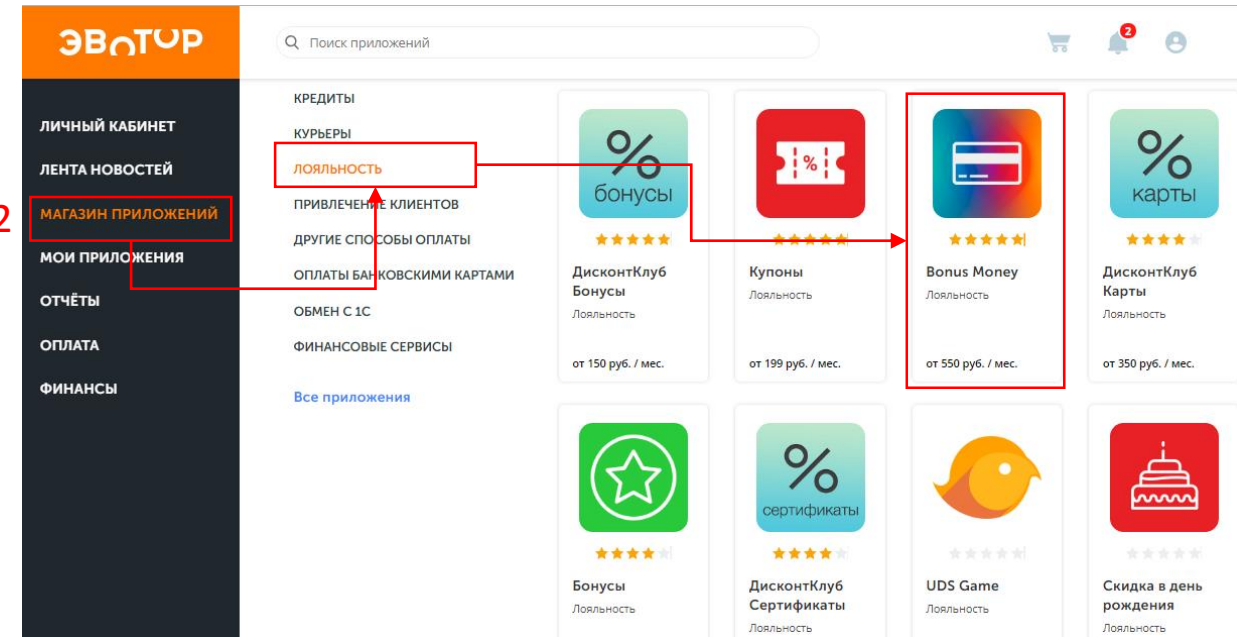 ЭВОТОР
Поиск приложений
2
ЛИЧНЫЙ КАБИНЕТ
ЛЕНТА НОВОСТЕЙ
2
МАГАЗИН ПРИЛОЖЕНИЙ
МОИ ПРИЛОЖЕНИЯ
ОТЧЁТЫ
ОПЛАТА
ФИНАНСЫ
КРЕДИТЫ
КУРЬЕРЫ
ЛОЯЛЬНОСТЬ
ПРИВЛЕЧЕНИЕ КЛИЕНТОВ
ДРУГИЕ СПОСОБЫ ОПЛАТЫ
ОПЛАТЫ БАНКОВСКИМИ КАРТАМИ
ОБМЕН С 1С
ФИНАНСОВЫЕ СЕРВИСЫ
Все приложения
%
бонусы
ДисконтКлуб
Бонусы
Лояльность
от 150 руб. / мес.
%
Купоны
Лояльность
от 199 руб. / мес.
Bonus Money
Лояльность
от 550 руб. / мес.
%
карты
ДисконтКлуб
Карты
Лояльность
от 350 руб. / мес.
Бонусы
Лояльность
%
сертификаты
ДисконтКлуб
Сертификаты
Лояльность
UDS Game
Лояльность
Скидка в день
рождения
Лояльность